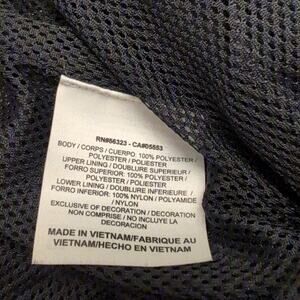 RN#56323 - CA#05553
BODY / CORPS / CUERPO: 100% POLYESTER /
POLYESTER / POLIESTER
UPPER LINING / DOUBLURE SUPERIEUR /
FORRO SUPERIOR: 100% POLYESTER /
POLYESTER / POLIESTER
LOWER LINING / DOUBLURE INFERIEURE /
FORRO INFERIOR: 100% NYLON / POLYAMIDE
/ NYLON
EXCLUSIVE OF DECORATION / DECORATION
NON COMPRISE / NO INCLUYE LA
DECORACION
MADE IN VIETNAM/FABRIQUE AU
VIETNAM/HECHO EN VIETNAM